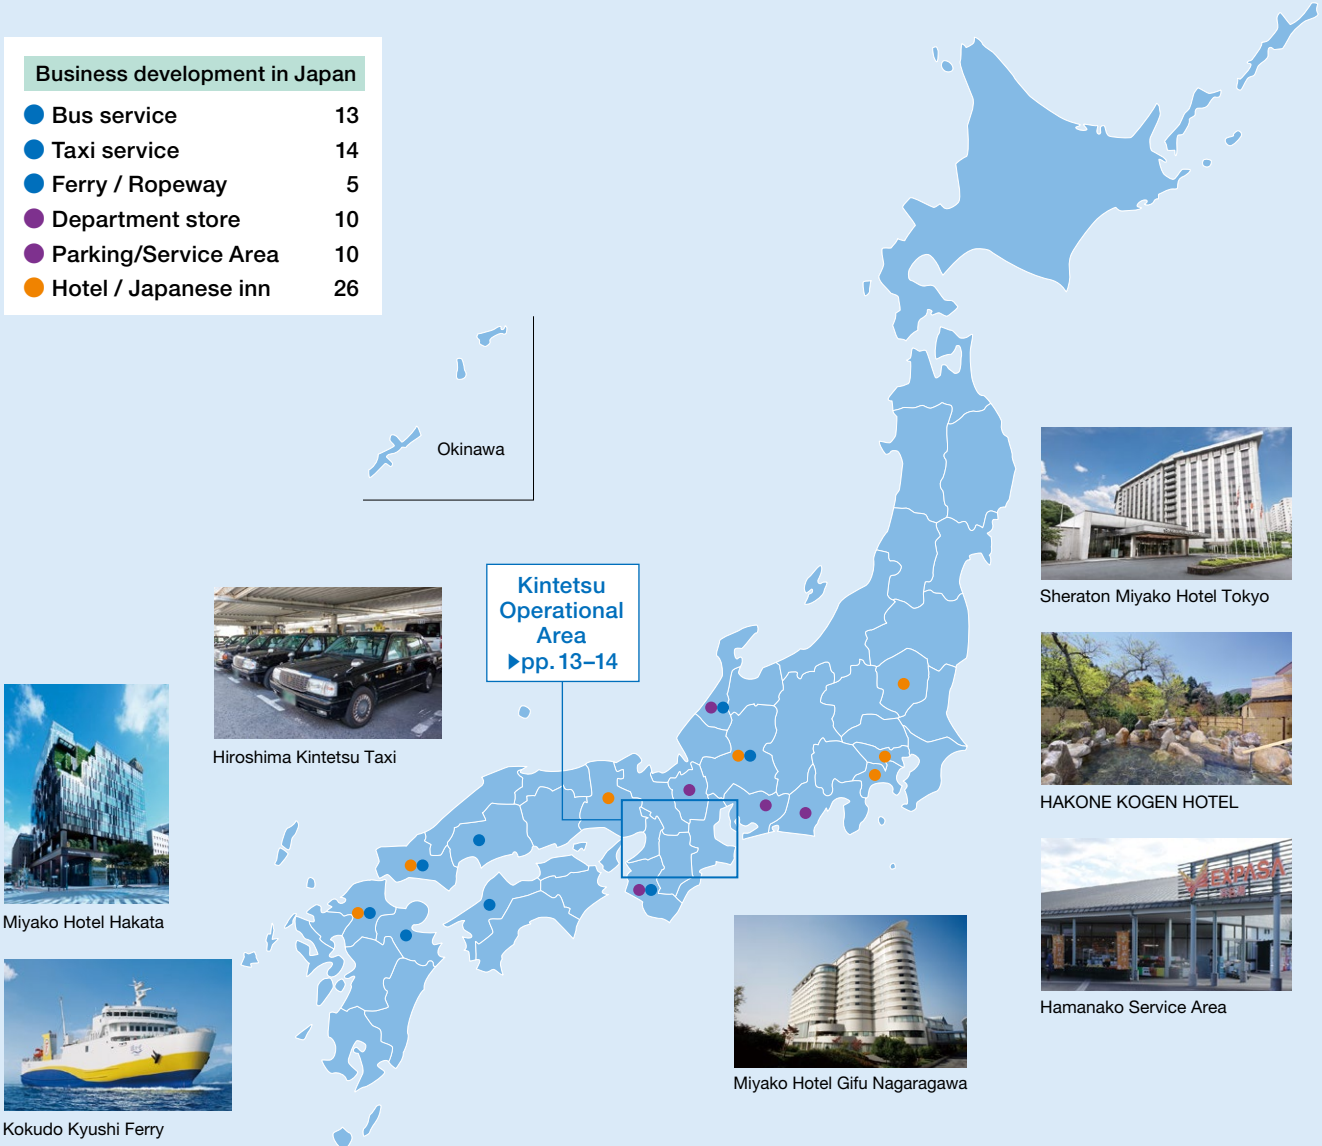 Business development in Japan
Bus service 13
Taxi service 14
Ferry / Ropeway 5
Department store 10
Parking/Service Area 10
Hotel / Japanese inn 26
Okinawa
Kintetsu
Operational
Area
▶pp. 13–14
Hiroshima Kintetsu Taxi
Miyako Hotel Hakata
Kokudo Kyushi Ferry
Sheraton Miyako Hotel Tokyo
HAKONE KOGEN HOTEL
EXPASA
Hamanako Service Area
Miyako Hotel Gifu Nagaragawa